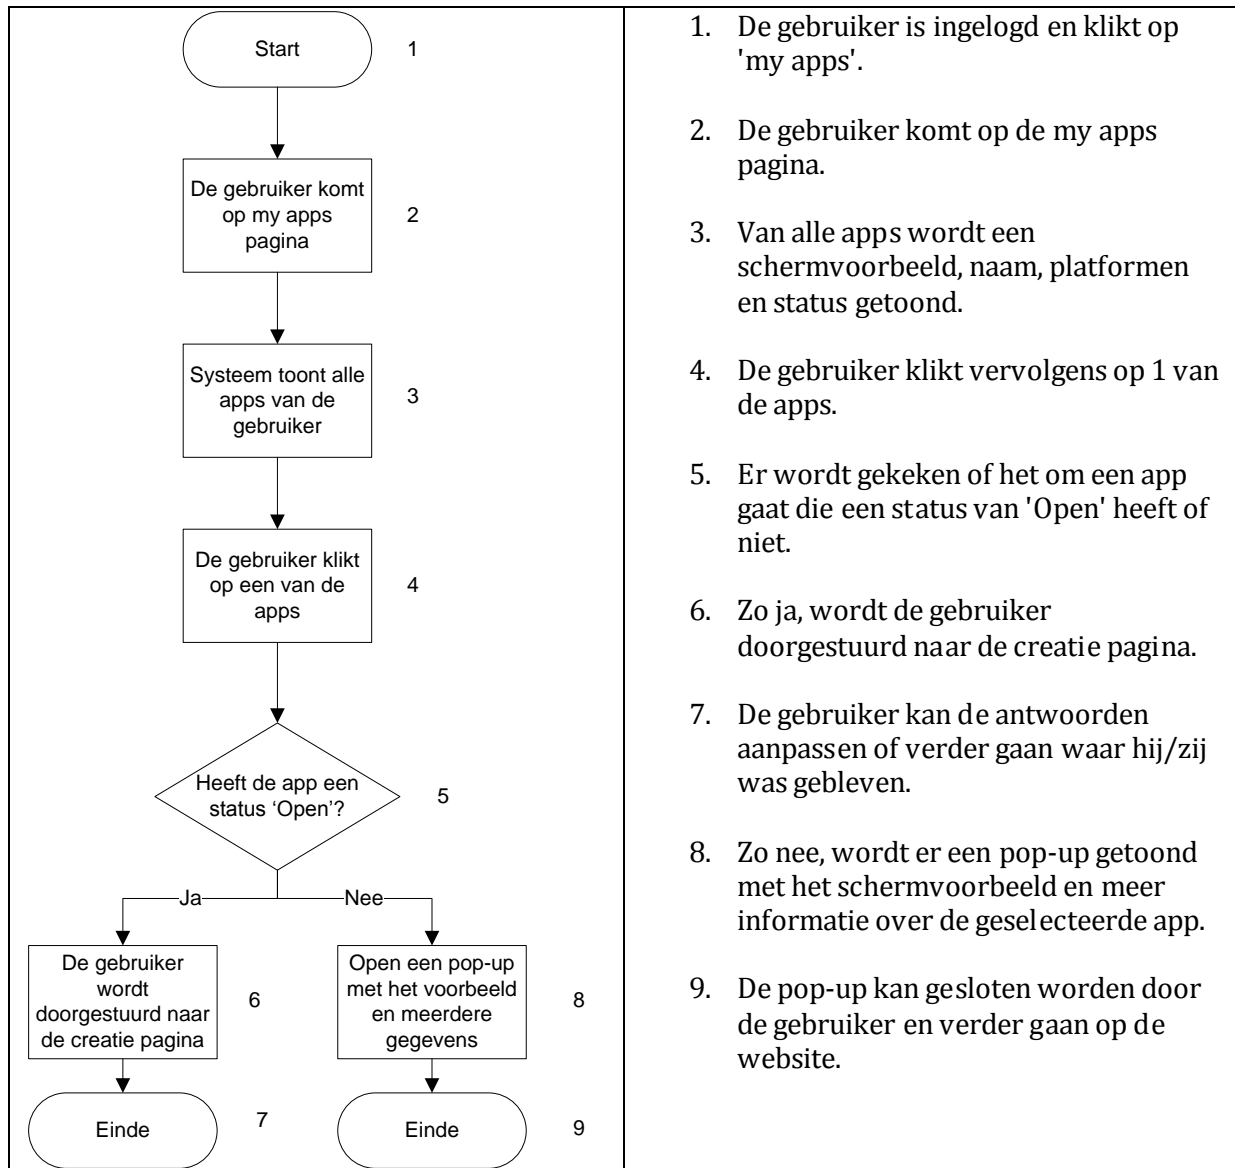 Start
1
De gebruiker komt
op my apps
pagina
2
Systeem toont alle
apps van de
gebruiker
3
De gebruiker klikt
op een van de
apps
4
Heeft de app een
status ‘Open’?
5
Ja
Nee
De gebruiker
wordt
doorgestuurd naar
de creatie pagina
6
Open een pop-up
met het voorbeeld
en meerdere
gegevens
8
Einde
7
Einde
9
1. De gebruiker is ingelogd en klikt op
'my apps'.
2. De gebruiker komt op de my apps
pagina.
3. Van alle apps wordt een
schermvoorbeeld, naam, platformen
en status getoond.
4. De gebruiker klikt vervolgens op 1 van
de apps.
5. Er wordt gekeken of het om een app
gaat die een status van 'Open' heeft of
niet.
6. Zo ja, wordt de gebruiker
doorgestuurd naar de creatie pagina.
7. De gebruiker kan de antwoorden
aanpassen of verder gaan waar hij/zij
was gebleven.
8. Zo nee, wordt er een pop-up getoond
met het schermvoorbeeld en meer
informatie over de geselecteerde app.
9. De pop-up kan gesloten worden door
de gebruiker en verder gaan op de
website.